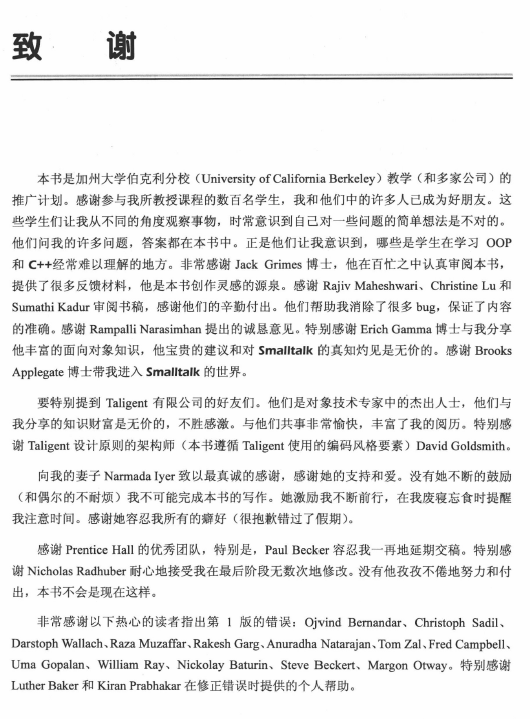 致 谢
本书是加州大学伯克利分校（University of California Berkeley）教学（和多家公司）的
推广计划。感谢参与我所教授课程的数百名学生，我和他们中的许多人已成为好朋友。这
些学生们让我从不同的角度观察事物，时常意识到自己对一些问题的简单想法是不对的。
他们问我的许多问题，答案都在本书中。正是他们让我意识到，哪些是学生在学习 OOP
和 C++经常难以理解的地方。非常感谢 Jack Grimes 博士，他在百忙之中认真审阅本书，
提供了很多反馈材料，他是本书创作灵感的源泉。感谢 Rajiv Maheshwari、Christine Lu 和
Sumathi Kadur 审阅书稿，感谢他们的辛勤付出。他们帮助我消除了很多 bug，保证了内容
的准确。感谢 Rampalli Narasimhan 提出的诚恳意见。特别感谢 Erich Gamma 博士与我分享
他丰富的面向对象知识，他宝贵的建议和对 Smalltalk 的真知灼见是无价的。感谢 Brooks
Applegate 博士带我进入 Smalltalk 的世界。
要特别提到 Taligent 有限公司的好友们。他们是对象技术专家中的杰出人士，他们与
我分享的知识财富是无价的，不胜感激。与他们共事非常愉快，丰富了我的阅历。特别感
谢 Taligent 设计原则的架构师（本书遵循 Taligent 使用的编码风格要素）David Goldsmith。
向我的妻子 Narmada Iyer 致以最真诚的感谢，感谢她的支持和爱。没有她不断的鼓励
（和偶尔的不耐烦）我不可能完成本书的写作。她激励我不断前行，在我废寝忘食时提醒
我注意时间。感谢她容忍我所有的癖好（很抱歉错过了假期）。
感谢 Prentice Hall 的优秀团队，特别是，Paul Becker 容忍我一再地延期交稿。特别感
谢 Nicholas Radhuber 耐心地接受我在最后阶段无数次地修改。没有他孜孜不倦地努力和付
出，本书不会是现在这样。
非常感谢以下热心的读者指出第 1 版的错误：Ojvind Bernandar、Christoph Sadil、
Darstoph Wallach、Raza Muzaffar、Rakesh Garg、Anuradha Natarajan、Tom Zal、Fred Campbell、
Uma Gopalan、William Ray、Nickolay Baturin、Steve Beckert、Margon Otway。特别感谢
Luther Baker 和 Kiran Prabhakar 在修正错误时提供的个人帮助。